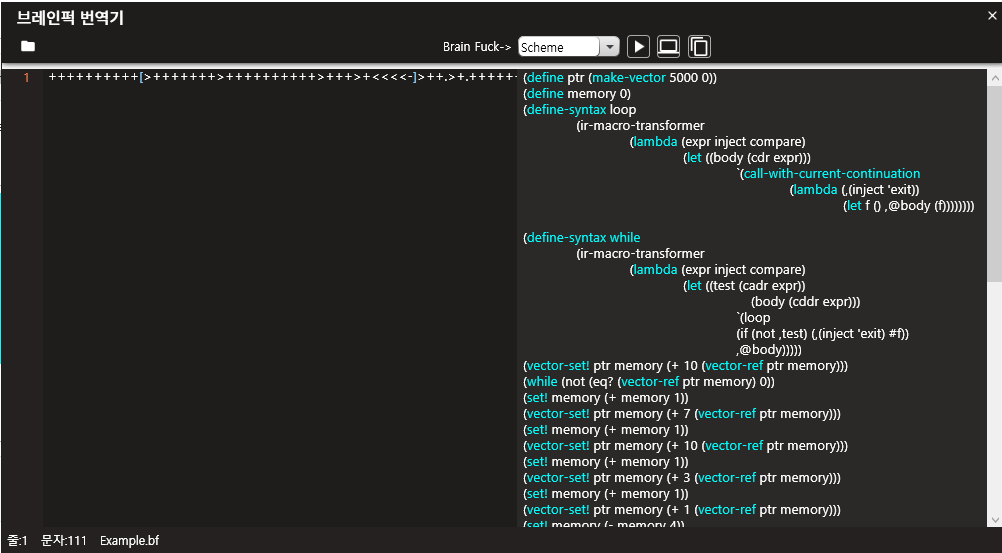 브레인픽 번역기
Brain Fuck-> Scheme
1 ++++++++++[>+++++++>++++++++++>+++>+<<<<-]>++.>+.++++++
(define ptr (make-vector 5000 0))
(define memory 0)
(define-syntax loop
(ir-macro-transformer
(lambda (expr inject compare)
(let ((body (cdr expr)))
`(call-with-current-continuation
(lambda (,(inject 'exit))
(let f () ,@body (f))))))))
(define-syntax while
(ir-macro-transformer
(lambda (expr inject compare)
(let ((test (cadr expr))
(body (cddr expr)))
`(loop
(if (not ,test) (,(inject 'exit) #f))
,@body)))))
(vector-set! ptr memory (+ 10 (vector-ref ptr memory)))
(while (not (eq? (vector-ref ptr memory) 0))
(set! memory (+ memory 1))
(vector-set! ptr memory (+ 7 (vector-ref ptr memory)))
(set! memory (+ memory 1))
(vector-set! ptr memory (+ 10 (vector-ref ptr memory)))
(set! memory (+ memory 1))
(vector-set! ptr memory (+ 3 (vector-ref ptr memory)))
(set! memory (+ memory 1))
(vector-set! ptr memory (+ 1 (vector-ref ptr memory)))
(set! memory (- memory 4))
줄:1 문자:111 Example.bf